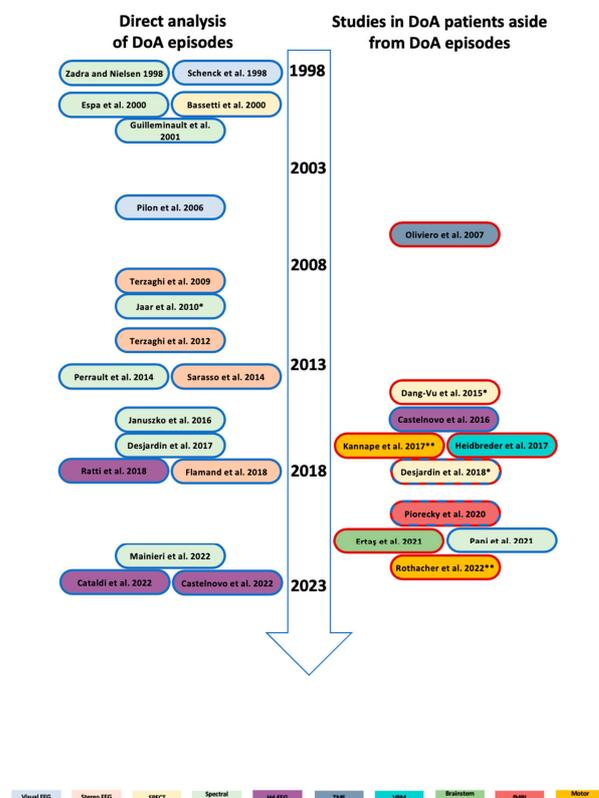 Direct analysis
of DoA episodes
Studies in DoA patients aside
from DoA episodes
1998
Zadra and Nielsen 1998
Schenck et al. 1998
Espa et al. 2000
Bassetti et al. 2000
Guilleminault et al.
2001
2003
Pilon et al. 2006
Oliviero et al. 2007
2008
Terzaghi et al. 2009
Jaar et al. 2010*
Terzaghi et al. 2012
2013
Perrault et al. 2014
Sarasso et al. 2014
Dang-Vu et al. 2015*
Januszko et al. 2016
Castelnovo et al. 2016
Desjardin et al. 2017
Kannape et al. 2017**
Heidbreder et al. 2017
Ratti et al. 2018
Flamand et al. 2018
2018
Desjardin et al. 2018*
Piorecky et al. 2020
Ertaş et al. 2021
Pani et al. 2021
Mainieri et al. 2022
Rothacher et al. 2022**
Cataldi et al. 2022
Castelnovo et al. 2022
2023
Visual EEG
Stereo EEG
SPECT
Spectral
Hd-EEG
TMS
VBM
Brainstem
fMRI
Motor